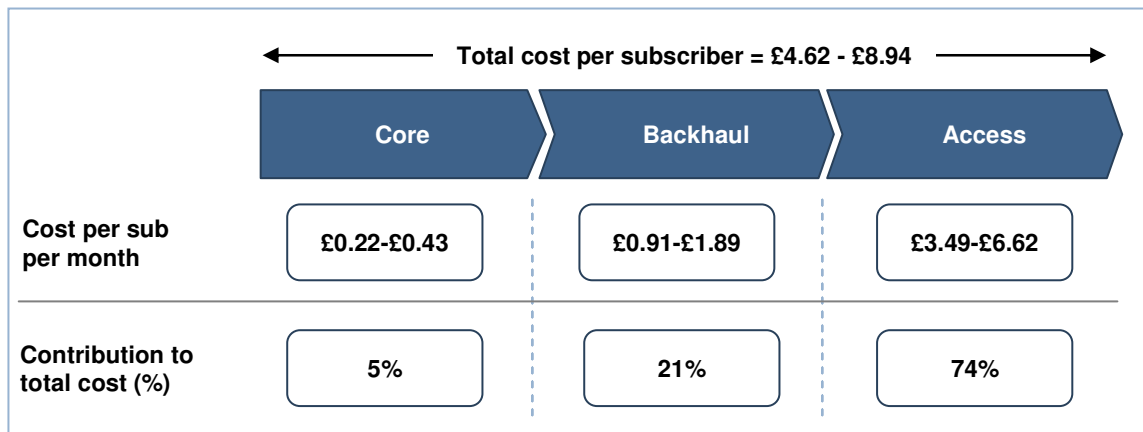 Total cost per subscriber = £4.62 - £8.94
Core
Backhaul
Access
Cost per sub
per month
£0.22-£0.43
£0.91-£1.89
£3.49-£6.62
Contribution to
total cost (%)
5%
21%
74%